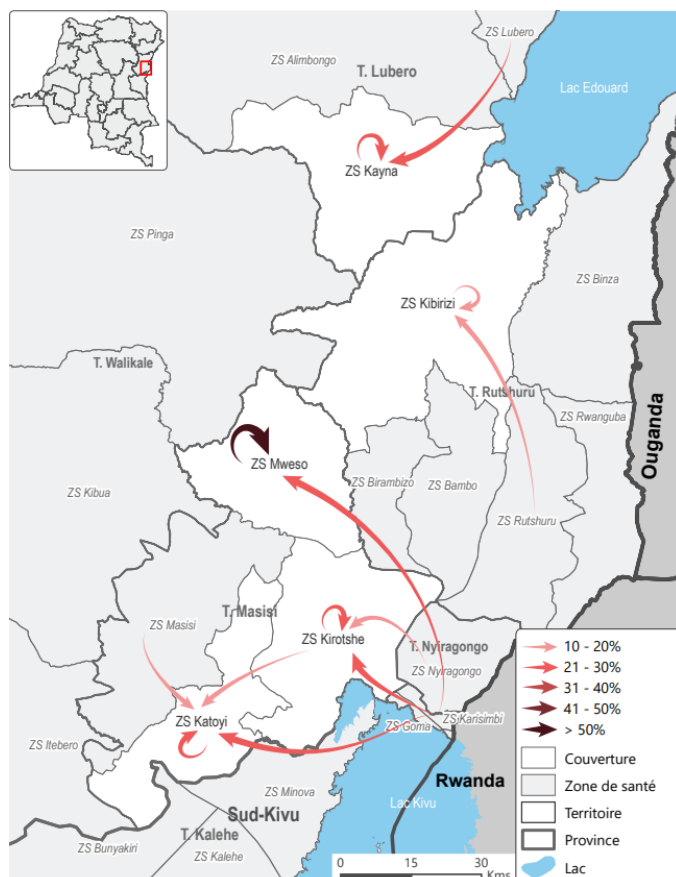 ZS Lubero
ZS Alimbongo
T. Lubero
Lac Edouard
ZS Kayna
ZS Pinga
ZS Binza
ZS Kibirizi
T. Walikale
T. Rutshuru
ZS Rwanguba
Ouganda
ZS Mweso
ZS Birambizo
ZS Bambo
ZS Kibua
ZS Rutshuru
T. Masisi
ZS Masisi
ZS Kirotshe
T. Nyiragongo
ZS Nyiragongo
ZS Katoyi
ZS Goma
ZS Karisimbi
ZS Itebero
Rwanda
ZS Minova
Lac Kivu
Sud-Kivu
T. Kalehe
ZS Bunyakiri
ZS Kalehe
0 15 30
Kms
10 - 20%
21 - 30%
31 - 40%
41 - 50%
> 50%
Couverture
Zone de santé
Territoire
Province
Lac